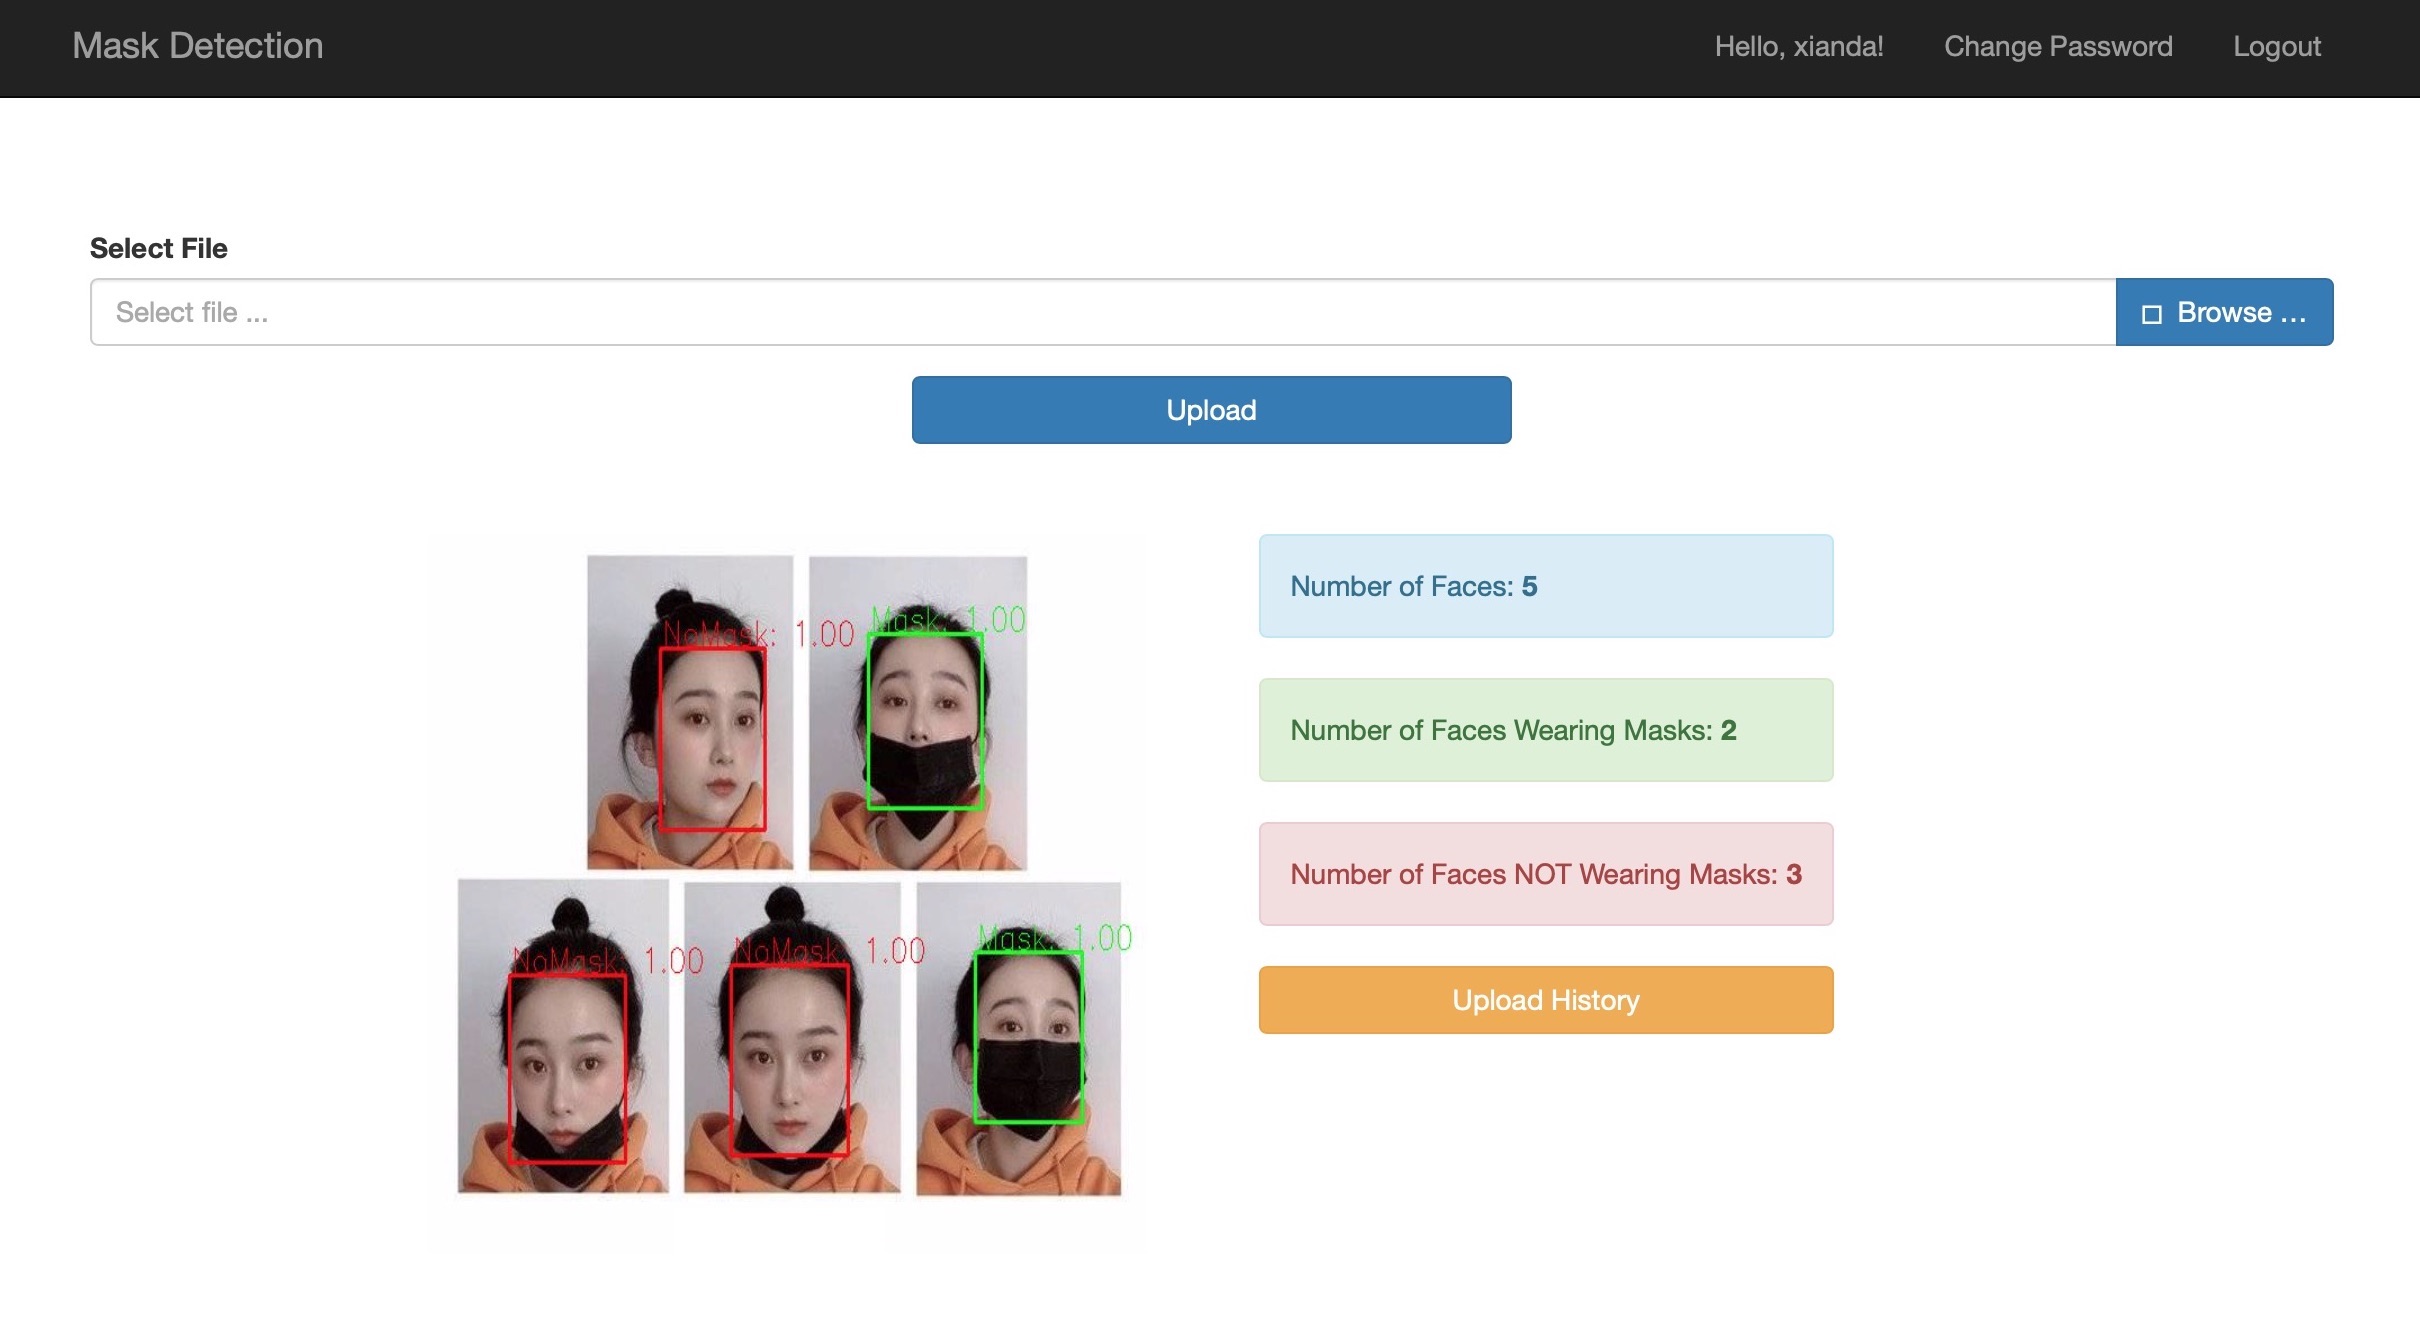 Mask Detection
Hello, xianda! Change Password Logout
Select File
Select file ...
Browse ...
Upload
NoMask: 1.00
Mask: 1.00
NoMask: 1.00
NoMask: 1.00
Mask: 1.00
Number of Faces: 5
Number of Faces Wearing Masks: 2
Number of Faces NOT Wearing Masks: 3
Upload History